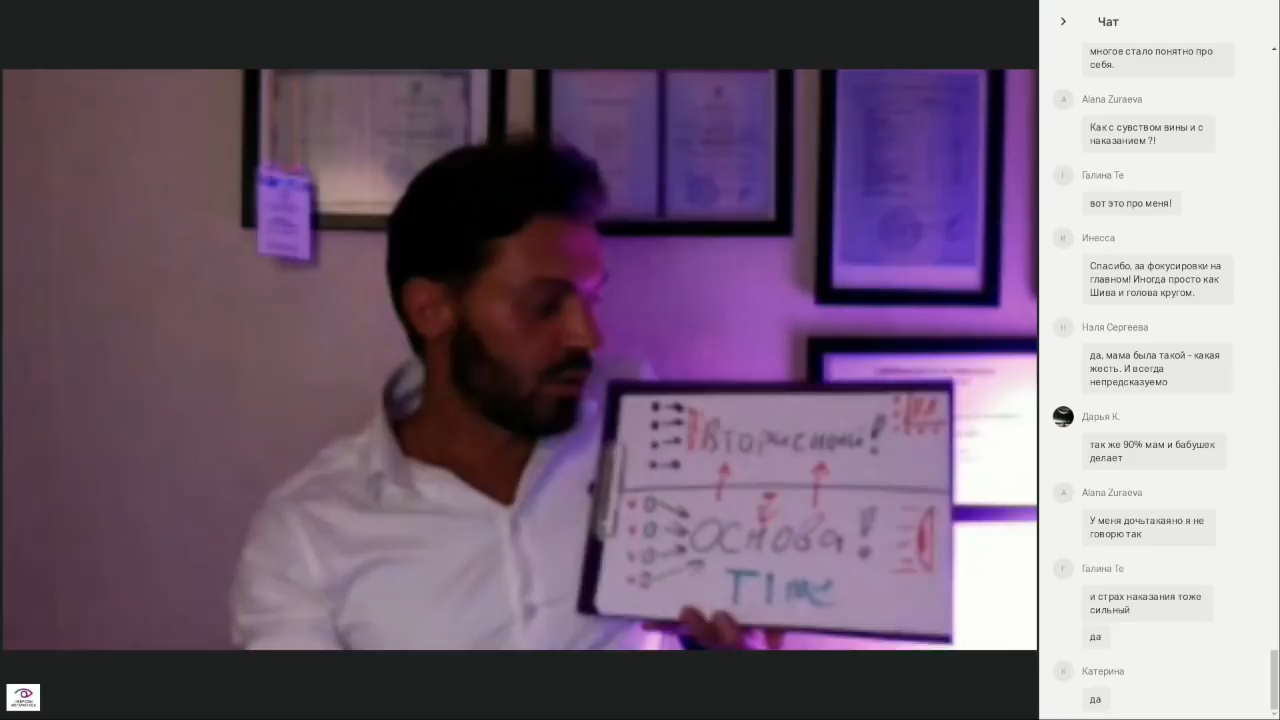 Вторжение!
основа!
Time
Чат
многое стало понятно про
себя.
Alana Zuraeva
Как с сувством вины и с
наказанием ?!
Галина Те
вот это про меня!
Инесса
Спасибо, за фокусировки на
главном! Иногда просто как
Шива и голова кругом.
Нэля Сергеева
да, мама была такой - какая
жесть. И всегда
непредсказуемо
Дарья К.
так же 90% мам и бабушек
делает
Alana Zuraeva
У меня дочьтакаяно я не
говорю так
Галина Те
и страх наказания тоже
сильный
да
Катерина
да